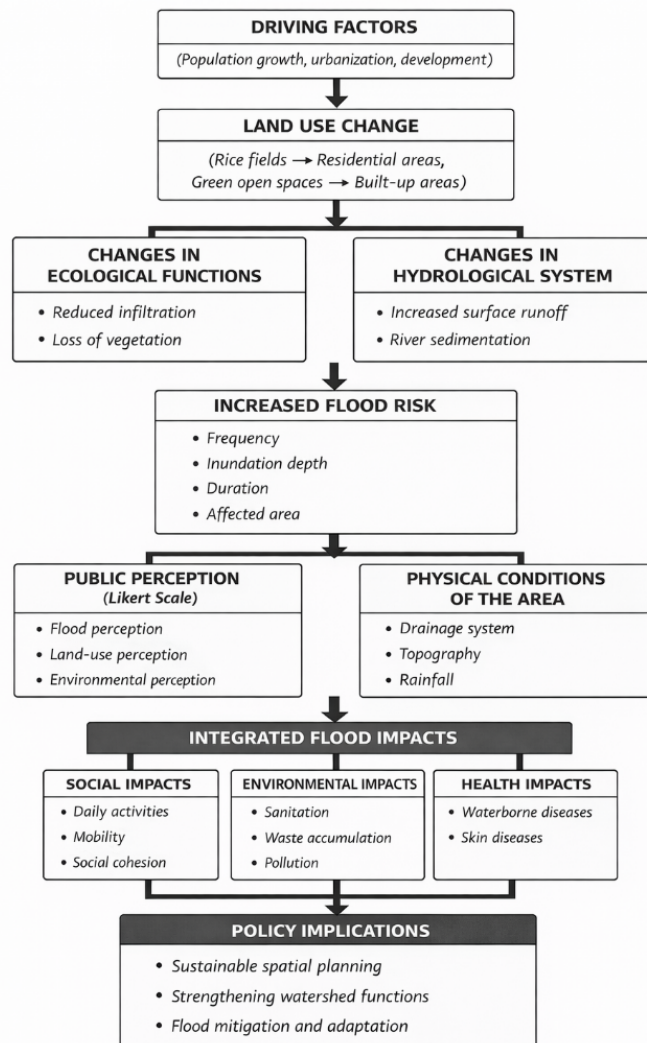 DRIVING FACTORS
(Population growth, urbanization, development)
LAND USE CHANGE
(Rice fields → Residential areas,
Green open spaces → Built-up areas)
CHANGES IN
ECOLOGICAL FUNCTIONS
• Reduced infiltration
• Loss of vegetation
CHANGES IN
HYDROLOGICAL SYSTEM
• Increased surface runoff
• River sedimentation
INCREASED FLOOD RISK
• Frequency
• Inundation depth
• Duration
• Affected area
PUBLIC PERCEPTION
(Likert Scale)
• Flood perception
• Land-use perception
• Environmental perception
PHYSICAL CONDITIONS
OF THE AREA
• Drainage system
• Topography
• Rainfall
INTEGRATED FLOOD IMPACTS
SOCIAL IMPACTS
• Daily activities
• Mobility
• Social cohesion
ENVIRONMENTAL IMPACTS
• Sanitation
• Waste accumulation
• Pollution
HEALTH IMPACTS
• Waterborne diseases
• Skin diseases
POLICY IMPLICATIONS
• Sustainable spatial planning
• Strengthening watershed functions
• Flood mitigation and adaptation